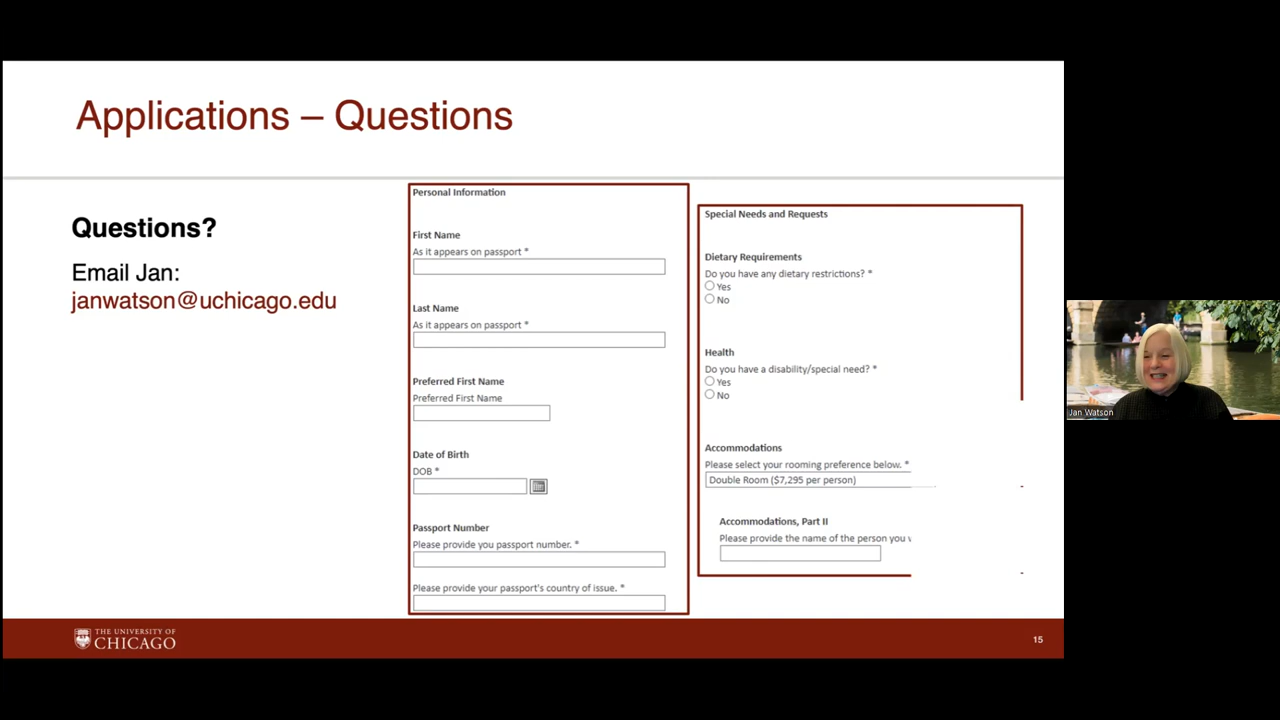 Applications – Questions
Questions?
Email Jan:
janwatson@uchicago.edu
Personal Information
First Name
As it appears on passport *
Last Name
As it appears on passport *
Preferred First Name
Preferred First Name
Date of Birth
DOB *
Passport Number
Please provide you passport number. *
Please provide your passport's country of issue. *
Special Needs and Requests
Dietary Requirements
Do you have any dietary restrictions? *
Yes
No
Health
Do you have a disability/special need? *
Yes
No
Accommodations
Please select your rooming preference below. *
Double Room ($7,295 per person)
Accommodations, Part II
Please provide the name of the person you
THE UNIVERSITY OF
CHICAGO
15
Jan Watson